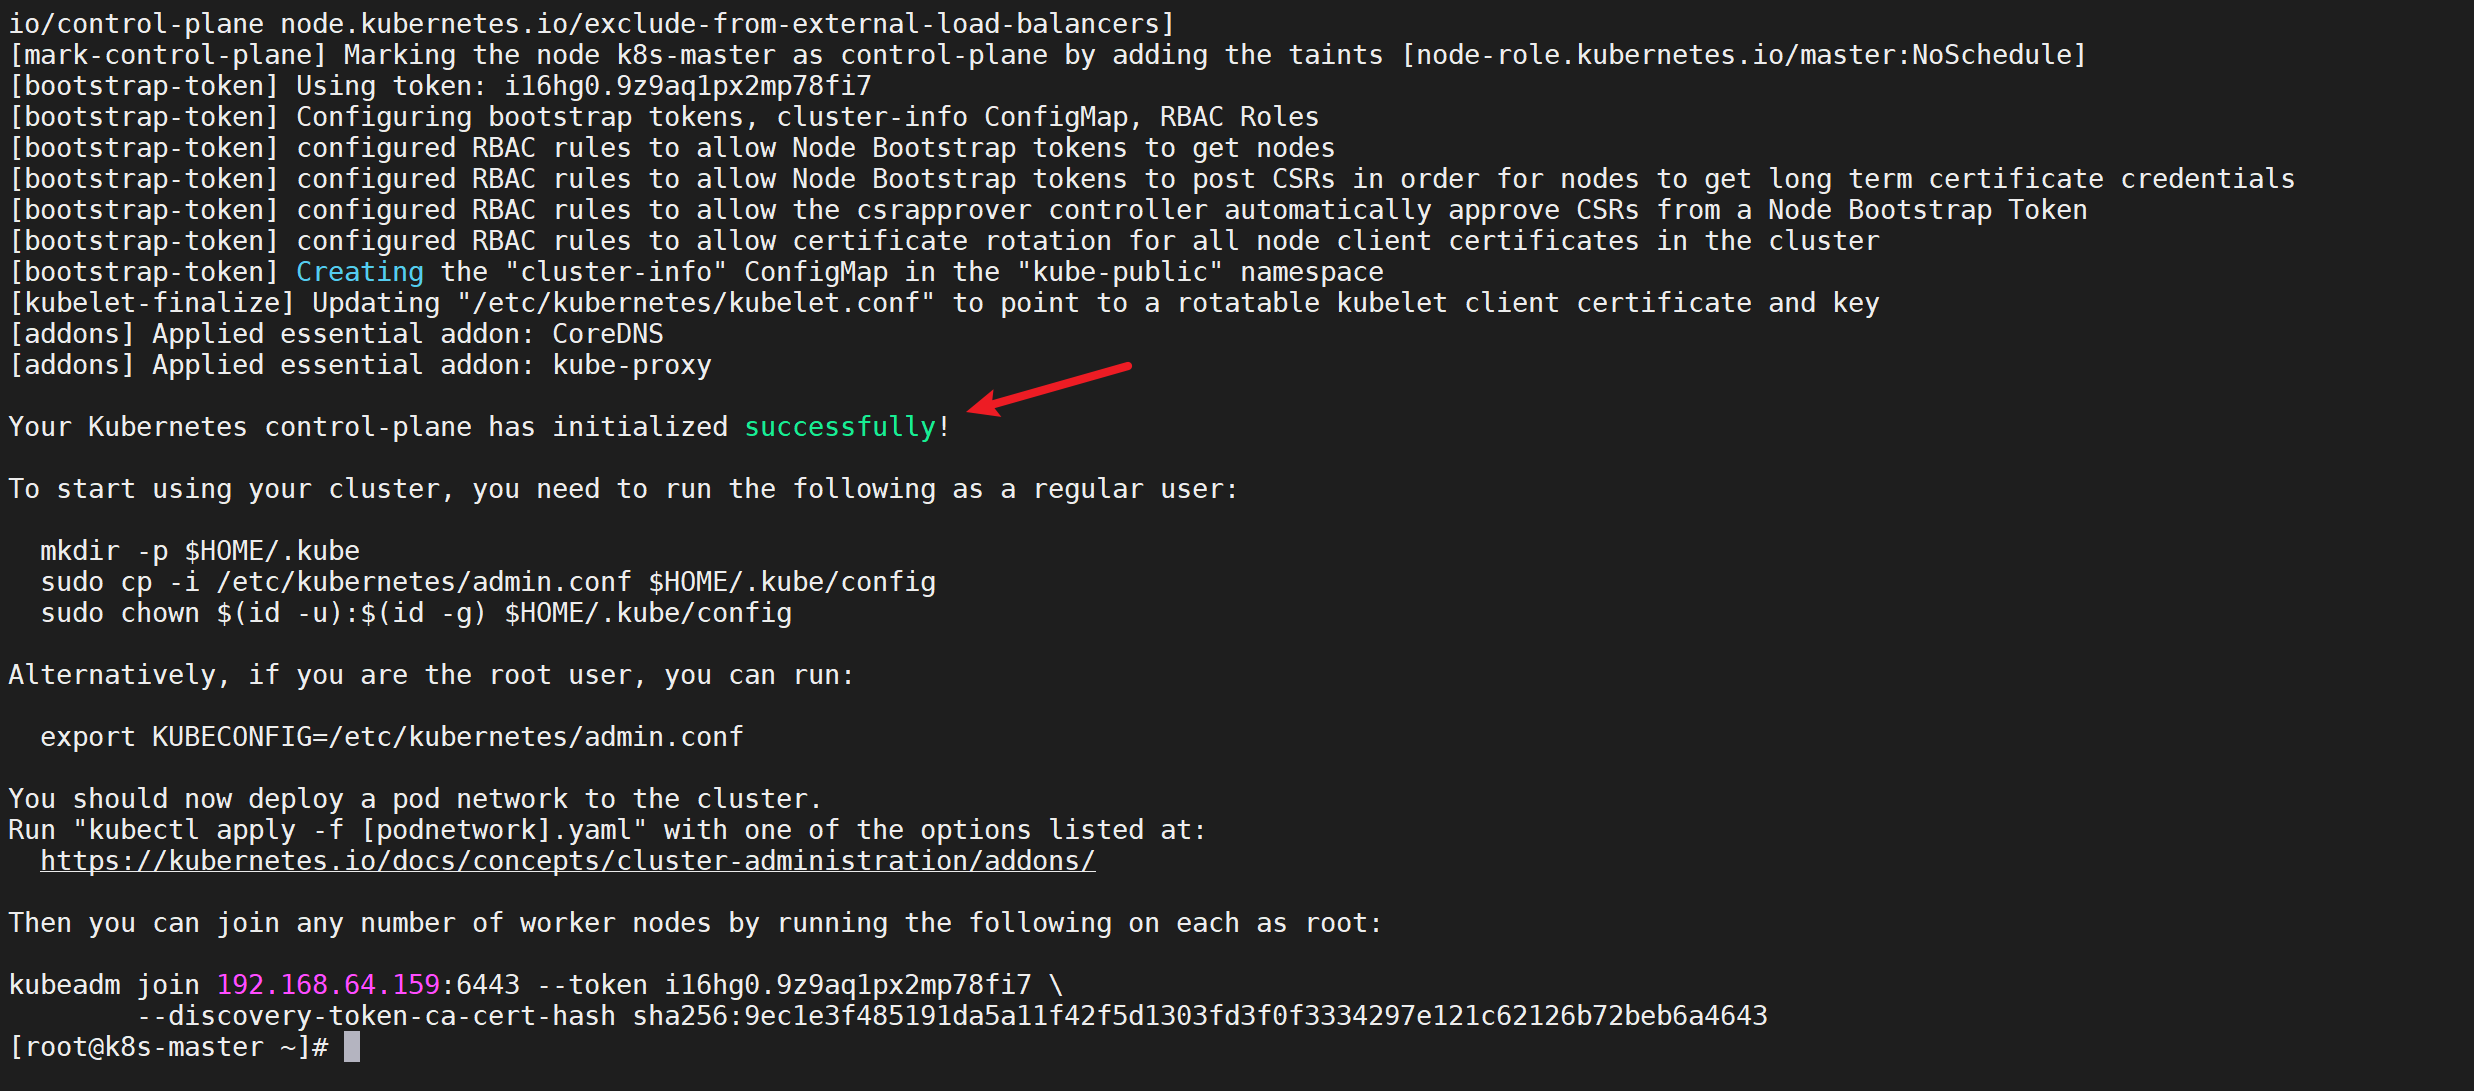 io/control-plane node.kubernetes.io/exclude-from-external-load-balancers]
[mark-control-plane] Marking the node k8s-master as control-plane by adding the taints [node-role.kubernetes.io/master:NoSchedule]
[bootstrap-token] Using token: i16hg0.9z9aq1px2mp78fi7
[bootstrap-token] Configuring bootstrap tokens, cluster-info ConfigMap, RBAC Roles
[bootstrap-token] configured RBAC rules to allow Node Bootstrap tokens to get nodes
[bootstrap-token] configured RBAC rules to allow Node Bootstrap tokens to post CSRs in order for nodes to get long term certificate credentials
[bootstrap-token] configured RBAC rules to allow the csrapprover controller automatically approve CSRs from a Node Bootstrap Token
[bootstrap-token] configured RBAC rules to allow certificate rotation for all node client certificates in the cluster
[bootstrap-token] Creating the "cluster-info" ConfigMap in the "kube-public" namespace
[kubelet-finalize] Updating "/etc/kubernetes/kubelet.conf" to point to a rotatable kubelet client certificate and key
[addons] Applied essential addon: CoreDNS
[addons] Applied essential addon: kube-proxy

Your Kubernetes control-plane has initialized successfully!

To start using your cluster, you need to run the following as a regular user:

  mkdir -p $HOME/.kube
  sudo cp -i /etc/kubernetes/admin.conf $HOME/.kube/config
  sudo chown $(id -u):$(id -g) $HOME/.kube/config

Alternatively, if you are the root user, you can run:

  export KUBECONFIG=/etc/kubernetes/admin.conf

You should now deploy a pod network to the cluster.
Run "kubectl apply -f [podnetwork].yaml" with one of the options listed at:
  https://kubernetes.io/docs/concepts/cluster-administration/addons/

Then you can join any number of worker nodes by running the following on each as root:

kubeadm join 192.168.64.159:6443 --token i16hg0.9z9aq1px2mp78fi7 \
        --discovery-token-ca-cert-hash sha256:9ec1e3f485191da5a11f42f5d1303fd3f0f3334297e121c62126b72beb6a4643
[root@k8s-master ~]#